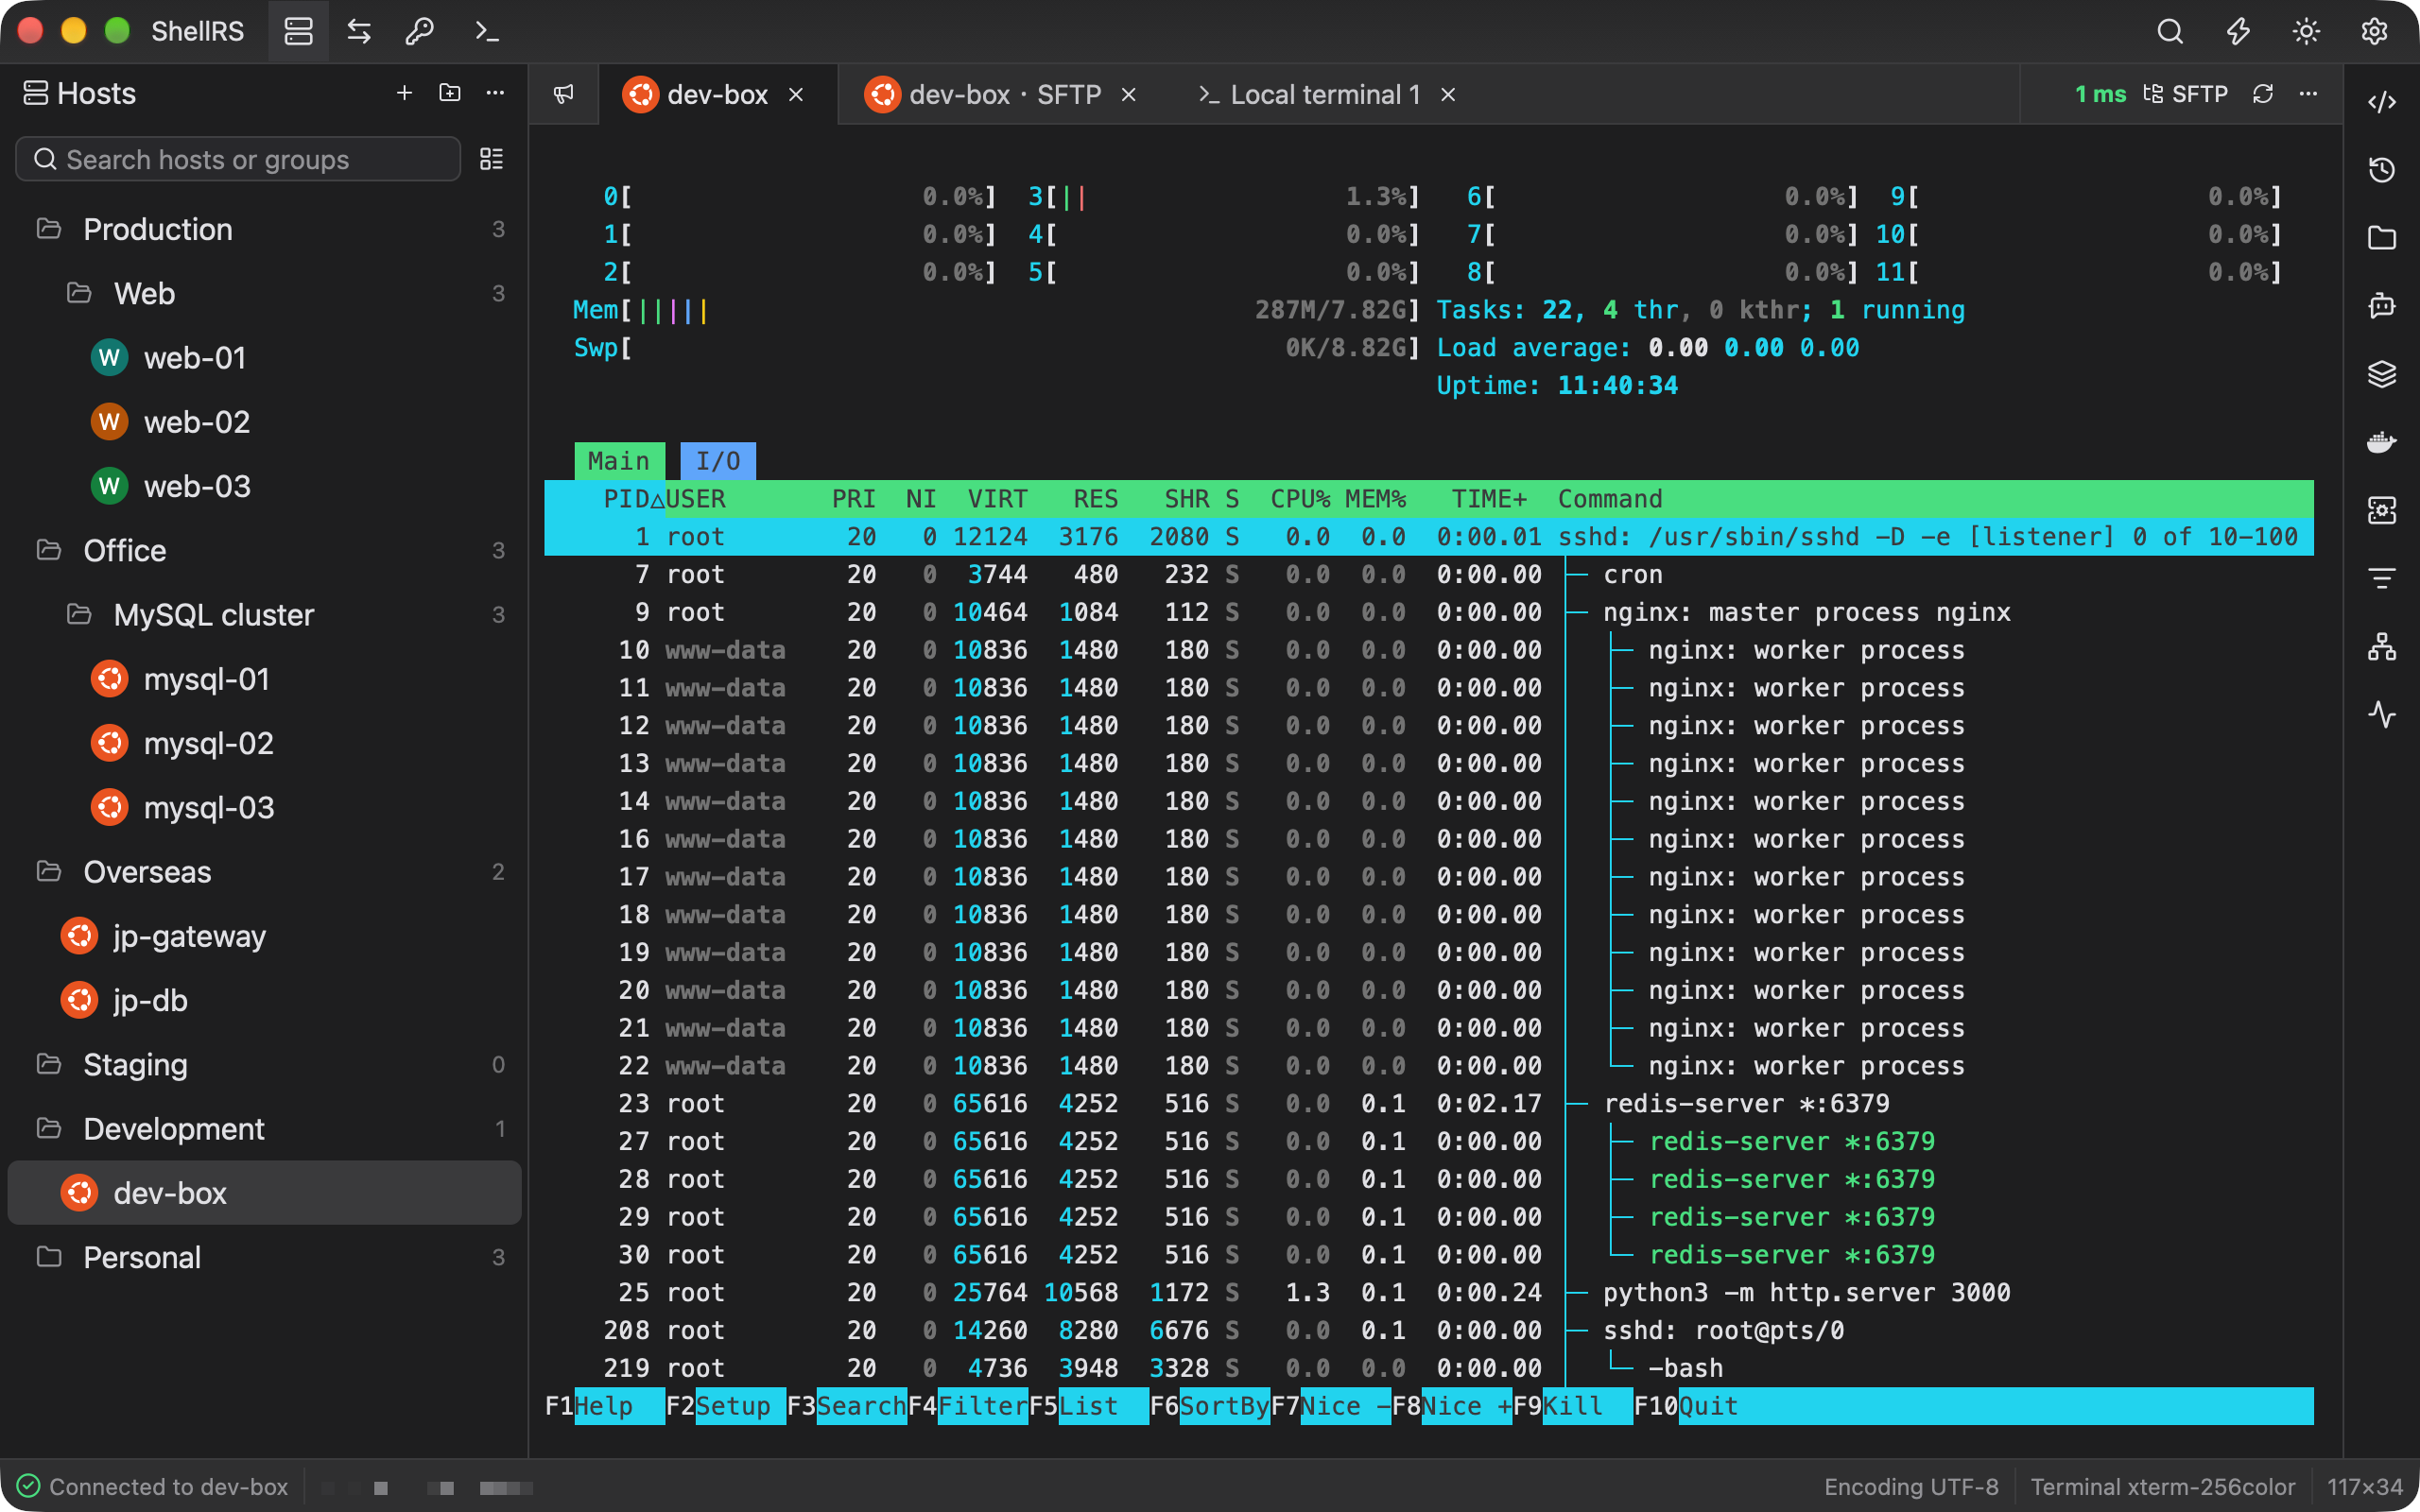 ShellRS
Hosts
Search hosts or groups
Production 3
Web 3
W web-01
W web-02
W web-03
Office 3
MySQL cluster 3
mysql-01
mysql-02
mysql-03
Overseas 2
jp-gateway
jp-db
Staging 0
Development 1
dev-box
Personal 3
dev-box × dev-box · SFTP × >_ Local terminal 1 × 1 ms SFTP
0[ 0.0%] 3[|| 1.3%] 6[ 0.0%] 9[ 0.0%]
1[ 0.0%] 4[ 0.0%] 7[ 0.0%] 10[ 0.0%]
2[ 0.0%] 5[ 0.0%] 8[ 0.0%] 11[ 0.0%]
Mem[||||| 287M/7.82G] Tasks: 22, 4 thr, 0 kthr; 1 running
Swp[ 0K/8.82G] Load average: 0.00 0.00 0.00
Uptime: 11:40:34
Main I/O
PID△USER PRI NI VIRT RES SHR S CPU% MEM% TIME+ Command
1 root 20 0 12124 3176 2080 S 0.0 0.0 0:00.01 sshd: /usr/sbin/sshd -D -e [listener] 0 of 10-100
7 root 20 0 3744 480 232 S 0.0 0.0 0:00.00 ├─ cron
9 root 20 0 10464 1084 112 S 0.0 0.0 0:00.00 ├─ nginx: master process nginx
10 www-data 20 0 10836 1480 180 S 0.0 0.0 0:00.00 │ ├─ nginx: worker process
11 www-data 20 0 10836 1480 180 S 0.0 0.0 0:00.00 │ ├─ nginx: worker process
12 www-data 20 0 10836 1480 180 S 0.0 0.0 0:00.00 │ ├─ nginx: worker process
13 www-data 20 0 10836 1480 180 S 0.0 0.0 0:00.00 │ ├─ nginx: worker process
14 www-data 20 0 10836 1480 180 S 0.0 0.0 0:00.00 │ ├─ nginx: worker process
16 www-data 20 0 10836 1480 180 S 0.0 0.0 0:00.00 │ ├─ nginx: worker process
17 www-data 20 0 10836 1480 180 S 0.0 0.0 0:00.00 │ ├─ nginx: worker process
18 www-data 20 0 10836 1480 180 S 0.0 0.0 0:00.00 │ ├─ nginx: worker process
19 www-data 20 0 10836 1480 180 S 0.0 0.0 0:00.00 │ ├─ nginx: worker process
20 www-data 20 0 10836 1480 180 S 0.0 0.0 0:00.00 │ ├─ nginx: worker process
21 www-data 20 0 10836 1480 180 S 0.0 0.0 0:00.00 │ ├─ nginx: worker process
22 www-data 20 0 10836 1480 180 S 0.0 0.0 0:00.00 │ └─ nginx: worker process
23 root 20 0 65616 4252 516 S 0.0 0.1 0:02.17 ├─ redis-server *:6379
27 root 20 0 65616 4252 516 S 0.0 0.1 0:00.00 │ ├─ redis-server *:6379
28 root 20 0 65616 4252 516 S 0.0 0.1 0:00.00 │ ├─ redis-server *:6379
29 root 20 0 65616 4252 516 S 0.0 0.1 0:00.00 │ ├─ redis-server *:6379
30 root 20 0 65616 4252 516 S 0.0 0.1 0:00.00 │ └─ redis-server *:6379
25 root 20 0 25764 10568 1172 S 1.3 0.1 0:00.24 ├─ python3 -m http.server 3000
208 root 20 0 14260 8280 6676 S 0.0 0.1 0:00.00 ├─ sshd: root@pts/0
219 root 20 0 4736 3948 3328 S 0.0 0.0 0:00.00 │ └─ -bash
F1Help F2Setup F3SearchF4FilterF5List F6SortByF7Nice -F8Nice +F9Kill F10Quit
Connected to dev-box Encoding UTF-8 Terminal xterm-256color 117×34